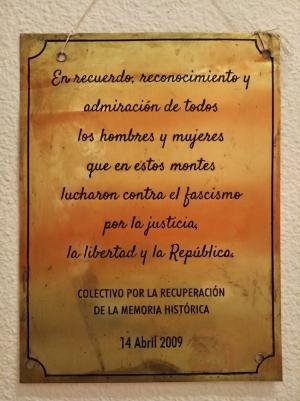 En recuerdo, reconocimiento y
admiración de todos
los hombres y mujeres
que en estos montes
lucharon contra el fascismo
por la justicia,
la libertad y la República.
COLECTIVO POR LA RECUPERACIÓN
DE LA MEMORIA HISTÓRICA
14 Abril 2009